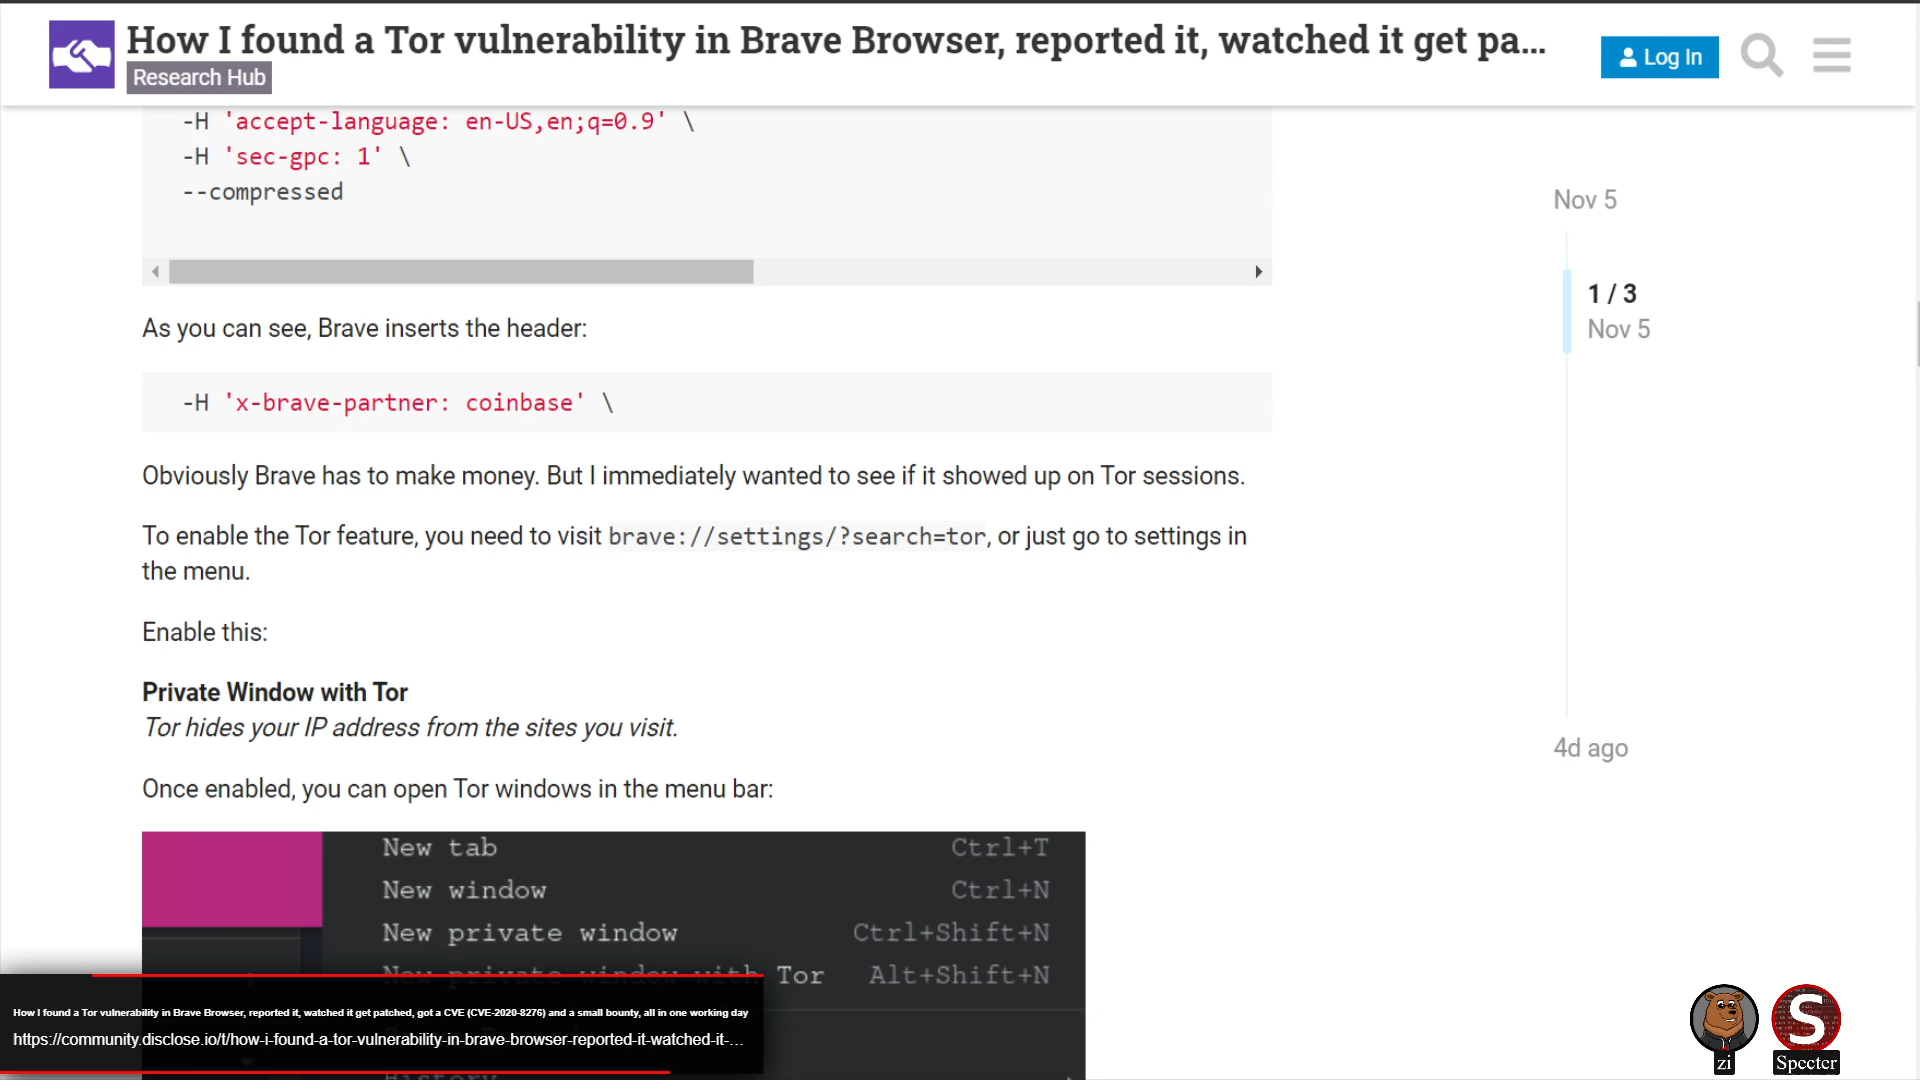 How I found a Tor vulnerability in Brave Browser, reported it, watched it get pa...
Research Hub
Log In
-H 'accept-language: en-US,en;q=0.9' \
-H 'sec-gpc: 1' \
--compressed
Nov 5
1 / 3
Nov 5
4d ago
As you can see, Brave inserts the header:
-H 'x-brave-partner: coinbase' \
Obviously Brave has to make money. But I immediately wanted to see if it showed up on Tor sessions.
To enable the Tor feature, you need to visit brave://settings/?search=tor, or just go to settings in
the menu.
Enable this:
Private Window with Tor
Tor hides your IP address from the sites you visit.
Once enabled, you can open Tor windows in the menu bar:
New tab Ctrl+T
New window Ctrl+N
New private window Ctrl+Shift+N
New private window with Tor Alt+Shift+N
How I found a Tor vulnerability in Brave Browser, reported it, watched it get patched, got a CVE (CVE-2020-8276) and a small bounty, all in one working day
https://community.disclose.io/t/how-i-found-a-tor-vulnerability-in-brave-browser-reported-it-watched-it-...
History
zi
S
Specter